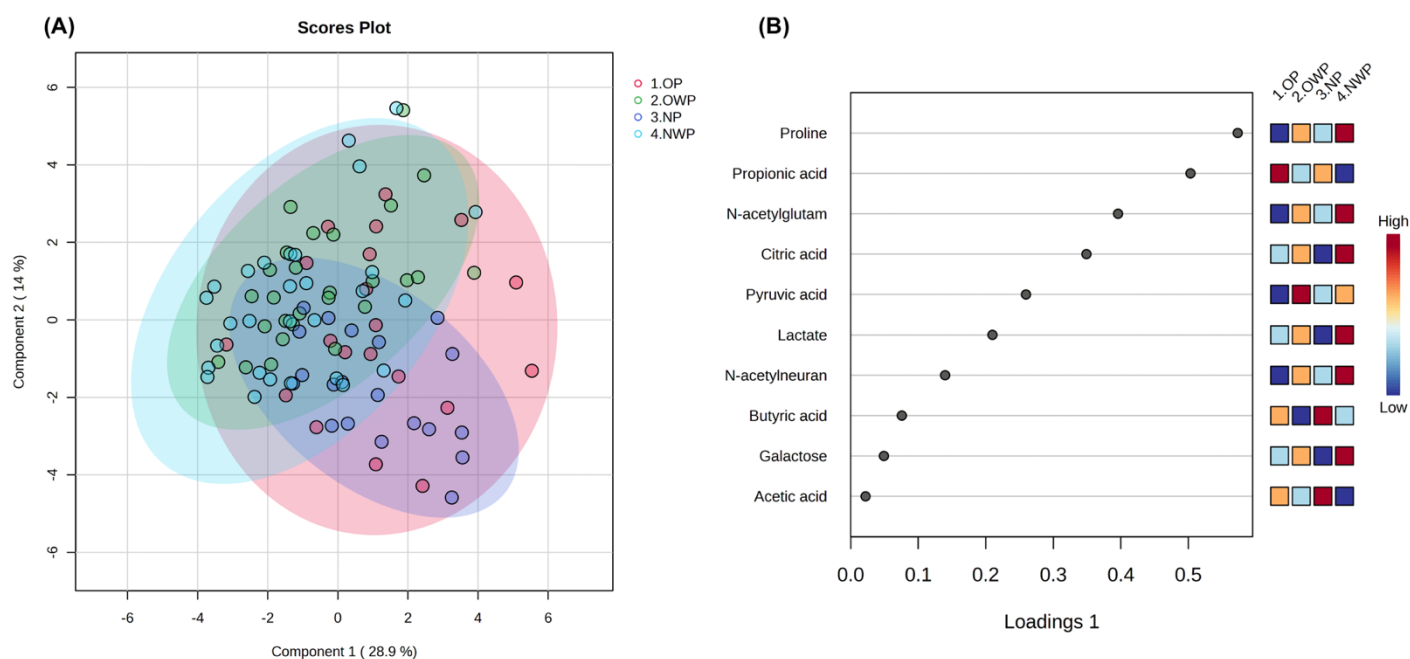 (A)
Scores Plot
6
4
2
0
-2
-4
-6
Component 2 ( 14 %)
-6 -4 -2 0 2 4 6
Component 1 ( 28.9 %)
1.OP
2.OWP
3.NP
4.NWP
(B)
1.OP 2.OWP 3.NP 4.NWP
Proline
Propionic acid
N-acetylglutam
Citric acid
Pyruvic acid
Lactate
N-acetylneuran
Butyric acid
Galactose
Acetic acid
0.0 0.1 0.2 0.3 0.4 0.5
Loadings 1
High
Low